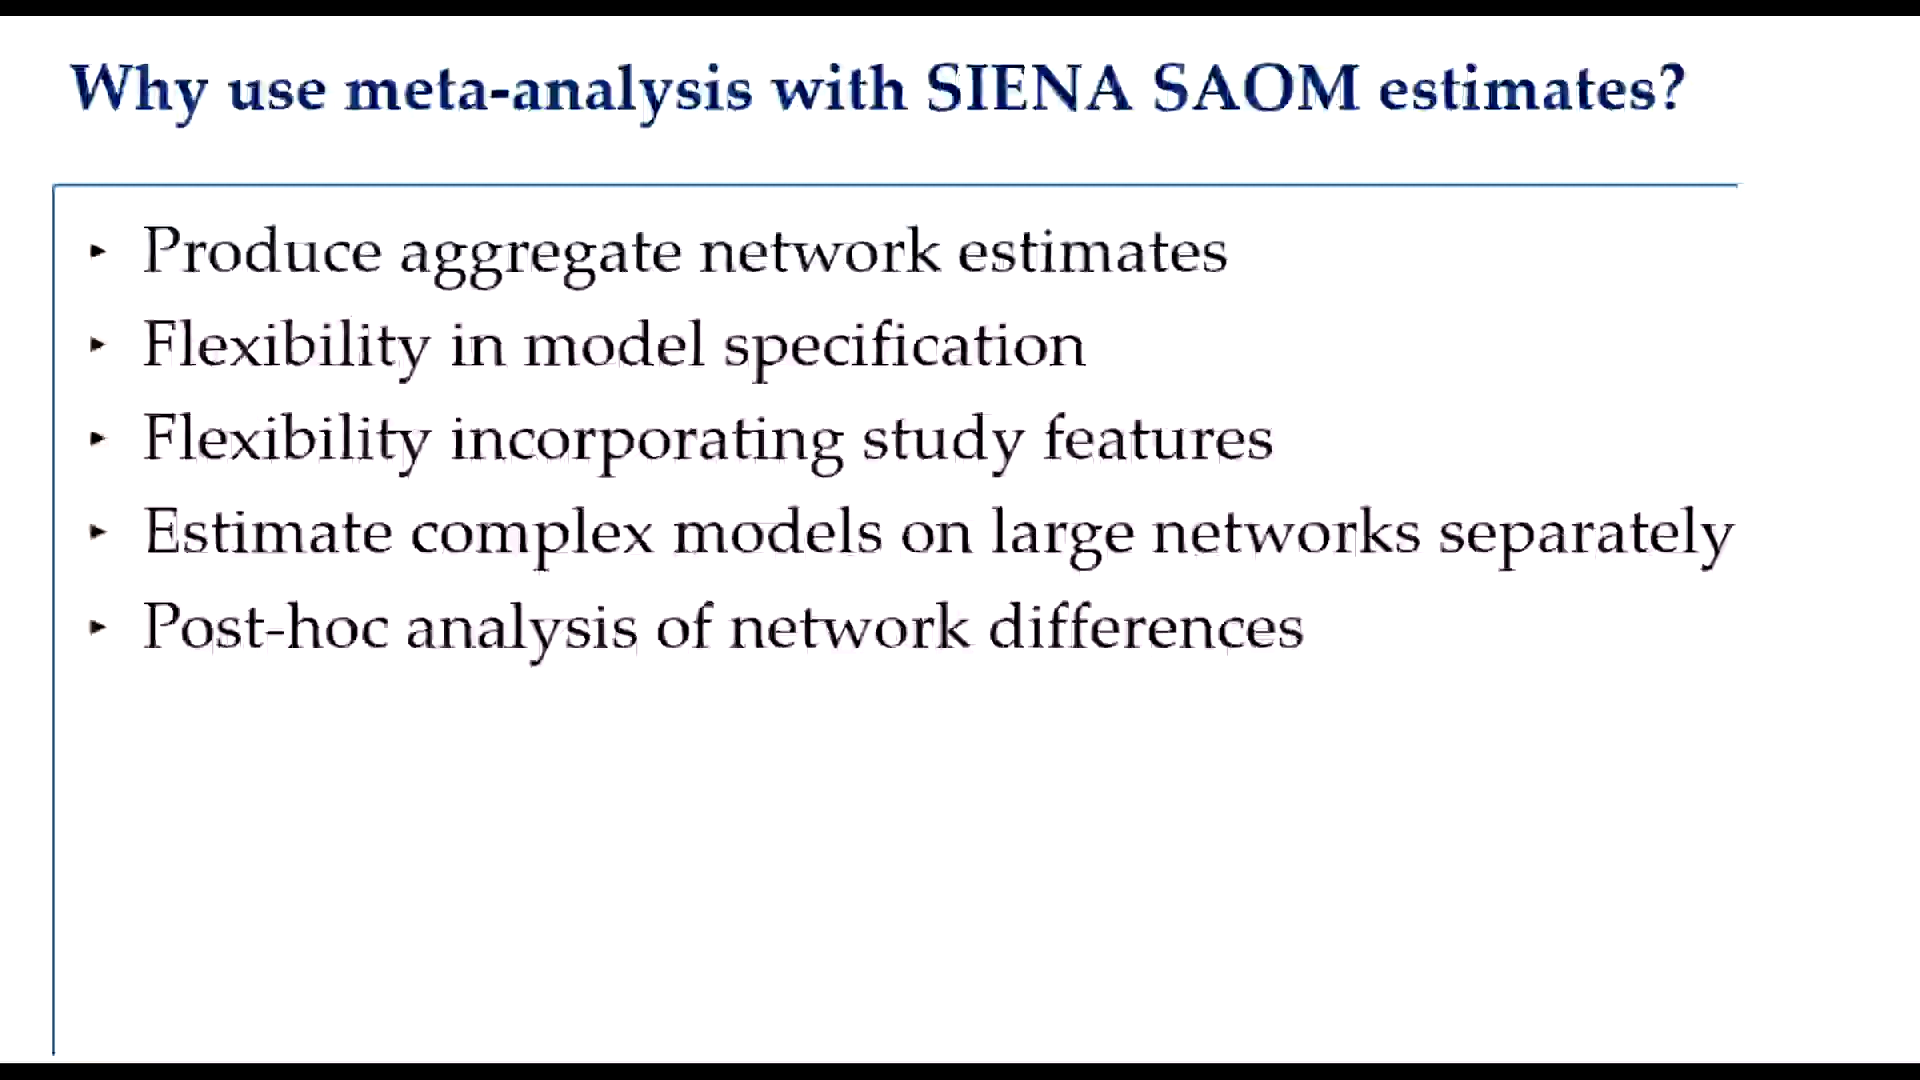 Why use meta-analysis with SIENA SAOM estimates?
‣ Produce aggregate network estimates
‣ Flexibility in model specification
‣ Flexibility incorporating study features
‣ Estimate complex models on large networks separately
‣ Post-hoc analysis of network differences